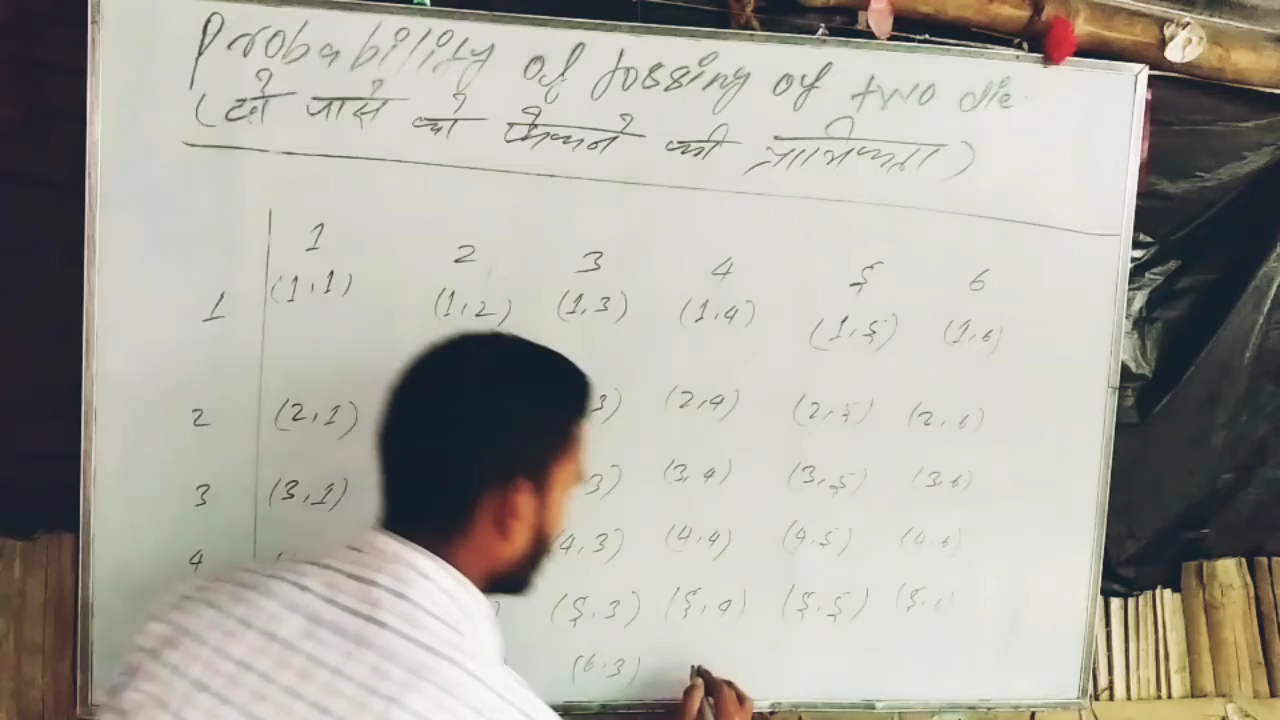 Probability of tossing of two die
(दो पासे को फेंकने की प्रायिकता)
1 2 3 4 5 6
1 (1,1) (1,2) (1,3) (1,4) (1,5) (1,6)
2 (2,1) 3) (2,4) (2,5) (2,6)
3 (3,1) 3) (3,4) (3,5) (3,6)
4 (4,3) (4,4) (4,5) (4,6)
(5,3) (5,4) (5,5)
(6,3)